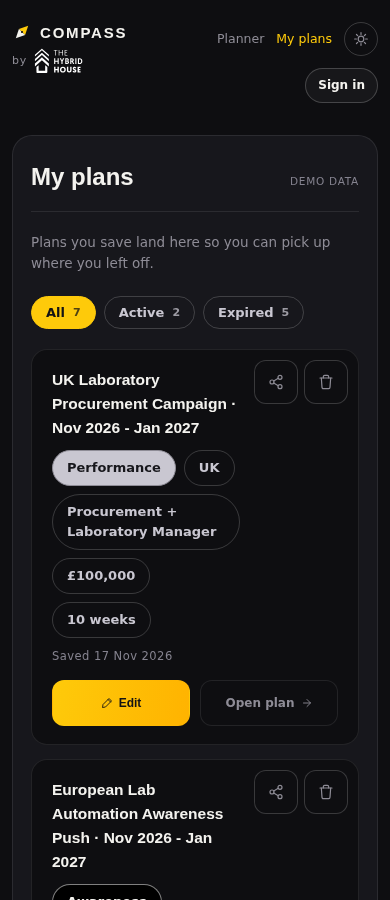 COMPASS
by THE HYBRID HOUSE
Planner My plans
Sign in
My plans
DEMO DATA
Plans you save land here so you can pick up
where you left off.
All 7 Active 2 Expired 5
UK Laboratory
Procurement Campaign ·
Nov 2026 - Jan 2027
Performance UK
Procurement +
Laboratory Manager
£100,000
10 weeks
Saved 17 Nov 2026
Edit Open plan →
European Lab
Automation Awareness
Push · Nov 2026 - Jan
2027
Awareness